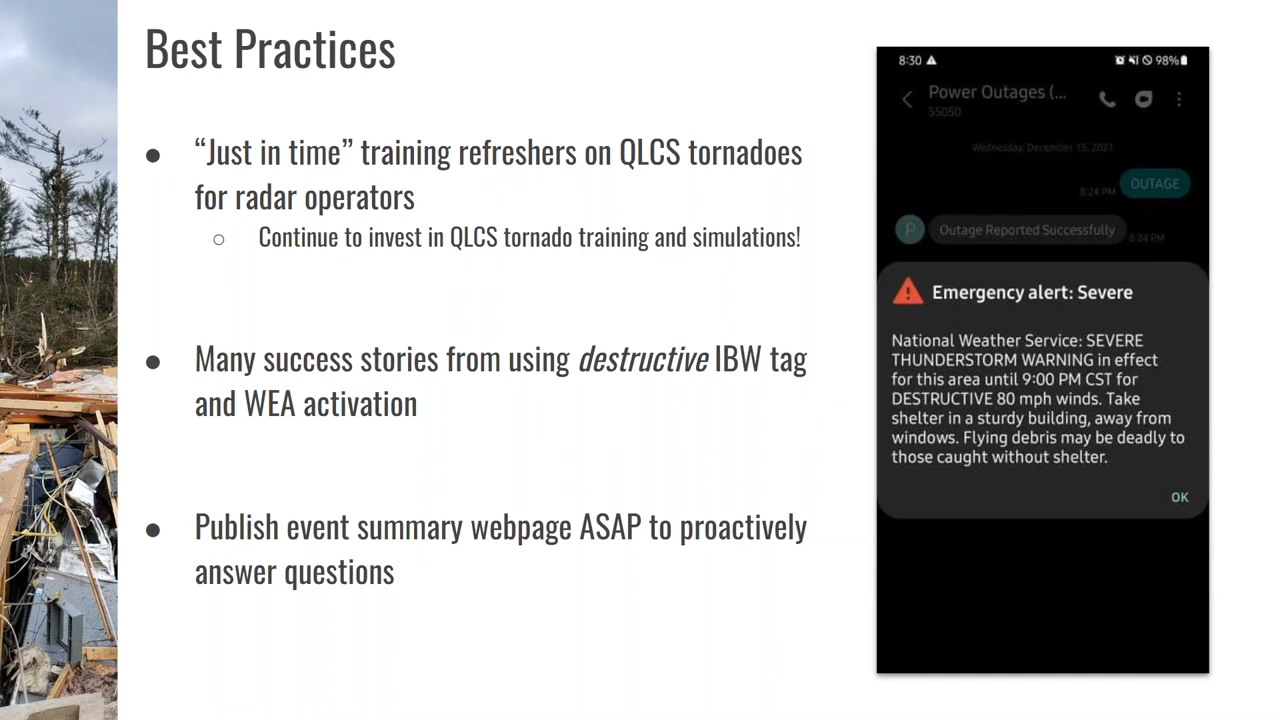 Best Practices
● “Just in time” training refreshers on QLCS tornadoes
for radar operators
○ Continue to invest in QLCS tornado training and simulations!
● Many success stories from using destructive IBW tag
and WEA activation
● Publish event summary webpage ASAP to proactively
answer questions
8:30 98%
Power Outages (...
55050
Wednesday, December 15, 2021
8:24 PM OUTAGE
P Outage Reported Successfully 8:24 PM
Emergency alert: Severe
National Weather Service: SEVERE
THUNDERSTORM WARNING in effect
for this area until 9:00 PM CST for
DESTRUCTIVE 80 mph winds. Take
shelter in a sturdy building, away from
windows. Flying debris may be deadly to
those caught without shelter.
OK